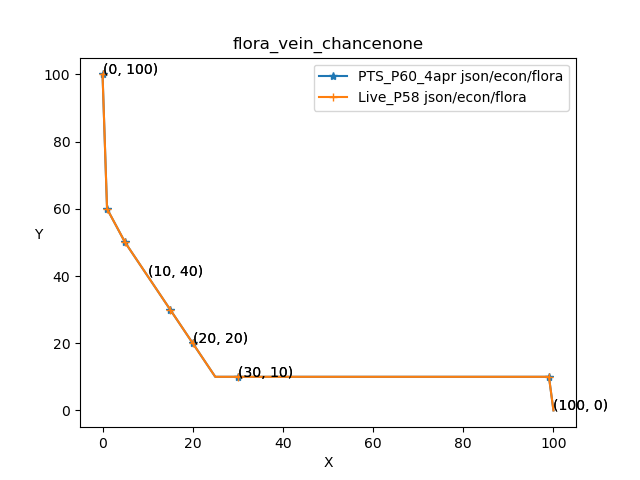 flora_vein_chancenone
PTS_P60_4apr json/econ/flora
Live_P58 json/econ/flora
(0, 100)
(10, 40)
(20, 20)
(30, 10)
(100, 0)
100
80
60
40
20
0
Y
0 20 40 60 80 100
X